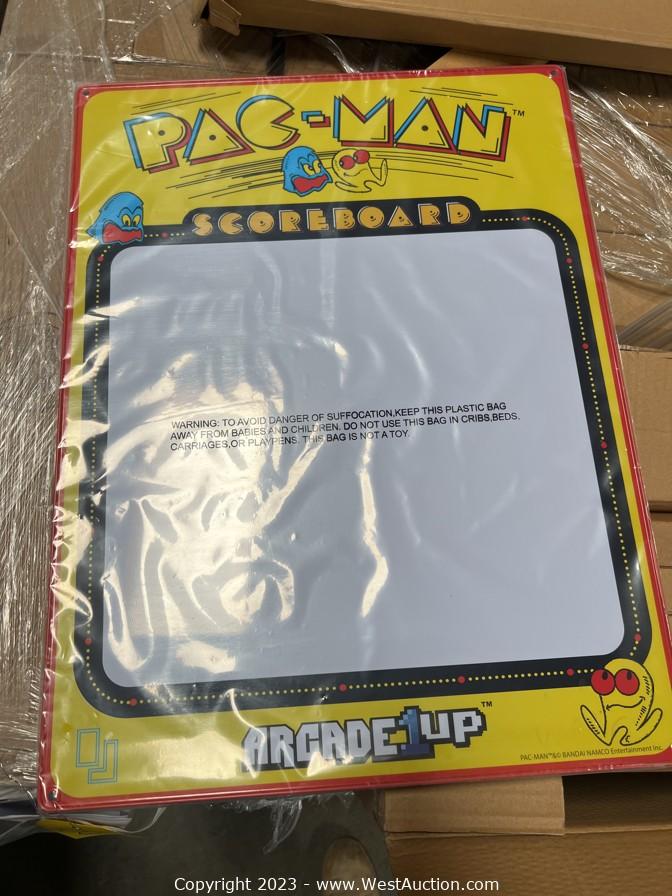 PAC-MAN™
SCOREBOARD
WARNING: TO AVOID DANGER OF SUFFOCATION,KEEP THIS PLASTIC BAG
AWAY FROM BABIES AND CHILDREN. DO NOT USE THIS BAG IN CRIBS,BEDS,
CARRIAGES,OR PLAYPENS. THIS BAG IS NOT A TOY.
ARCADE1UP™
PAC-MAN™&© BANDAI NAMCO Entertainment Inc.
Copyright 2023 - www.WestAuction.com